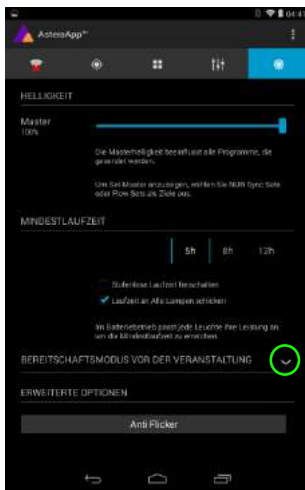 04:41
AsteraApp™
HELLIGKEIT
Master
100%
Die Masterhelligkeit beeinflusst alle Programme, die
gesendet werden.
Um Set-Master anzuzeigen, wählen Sie NUR Sync Sets
oder Flow Sets als Ziele aus.
MINDESTLAUFZEIT
5h 8h 12h
Stufenlose Laufzeit freischalten
Laufzeit an Alle Lampen schicken
Im Batteriebetrieb passt jede Leuchte ihre Leistung an
um die Mindestlaufzeit zu erreichen.
BEREITSCHAFTSMODUS VOR DER VERANSTALTUNG
ERWEITERTE OPTIONEN
Anti Flicker